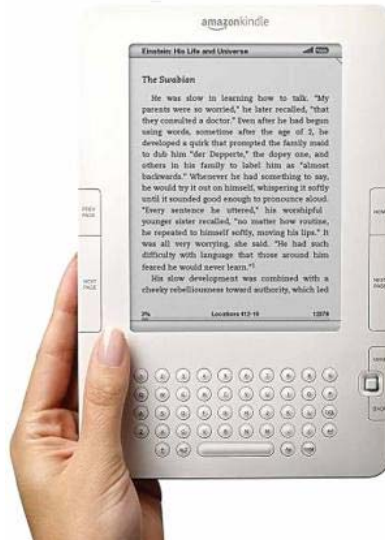 amazonkindle
Einstein: His Life and Universe
The Swabian
He was slow in learning how to talk. "My
parents were so worried," he later recalled, "that
they consulted a doctor." Even after he had begun
using words, sometime after the age of 2, he
developed a quirk that prompted the family maid
to dub him "der Depperte," the dopey one, and
others in his family to label him as "almost
backwards." Whenever he had something to say,
he would try it out on himself, whispering it softly
until it sounded good enough to pronounce aloud.
"Every sentence he uttered," his worshipful
younger sister recalled, "no matter how routine,
he repeated to himself softly, moving his lips." It
was all very worrying, she said. "He had such
difficulty with language that those around him
feared he would never learn."
His slow development was combined with a
cheeky rebelliousness toward authority, which led
Locations 412-19
PREV
PAGE
HOME
NEXT
PAGE
NEXT
PAGE